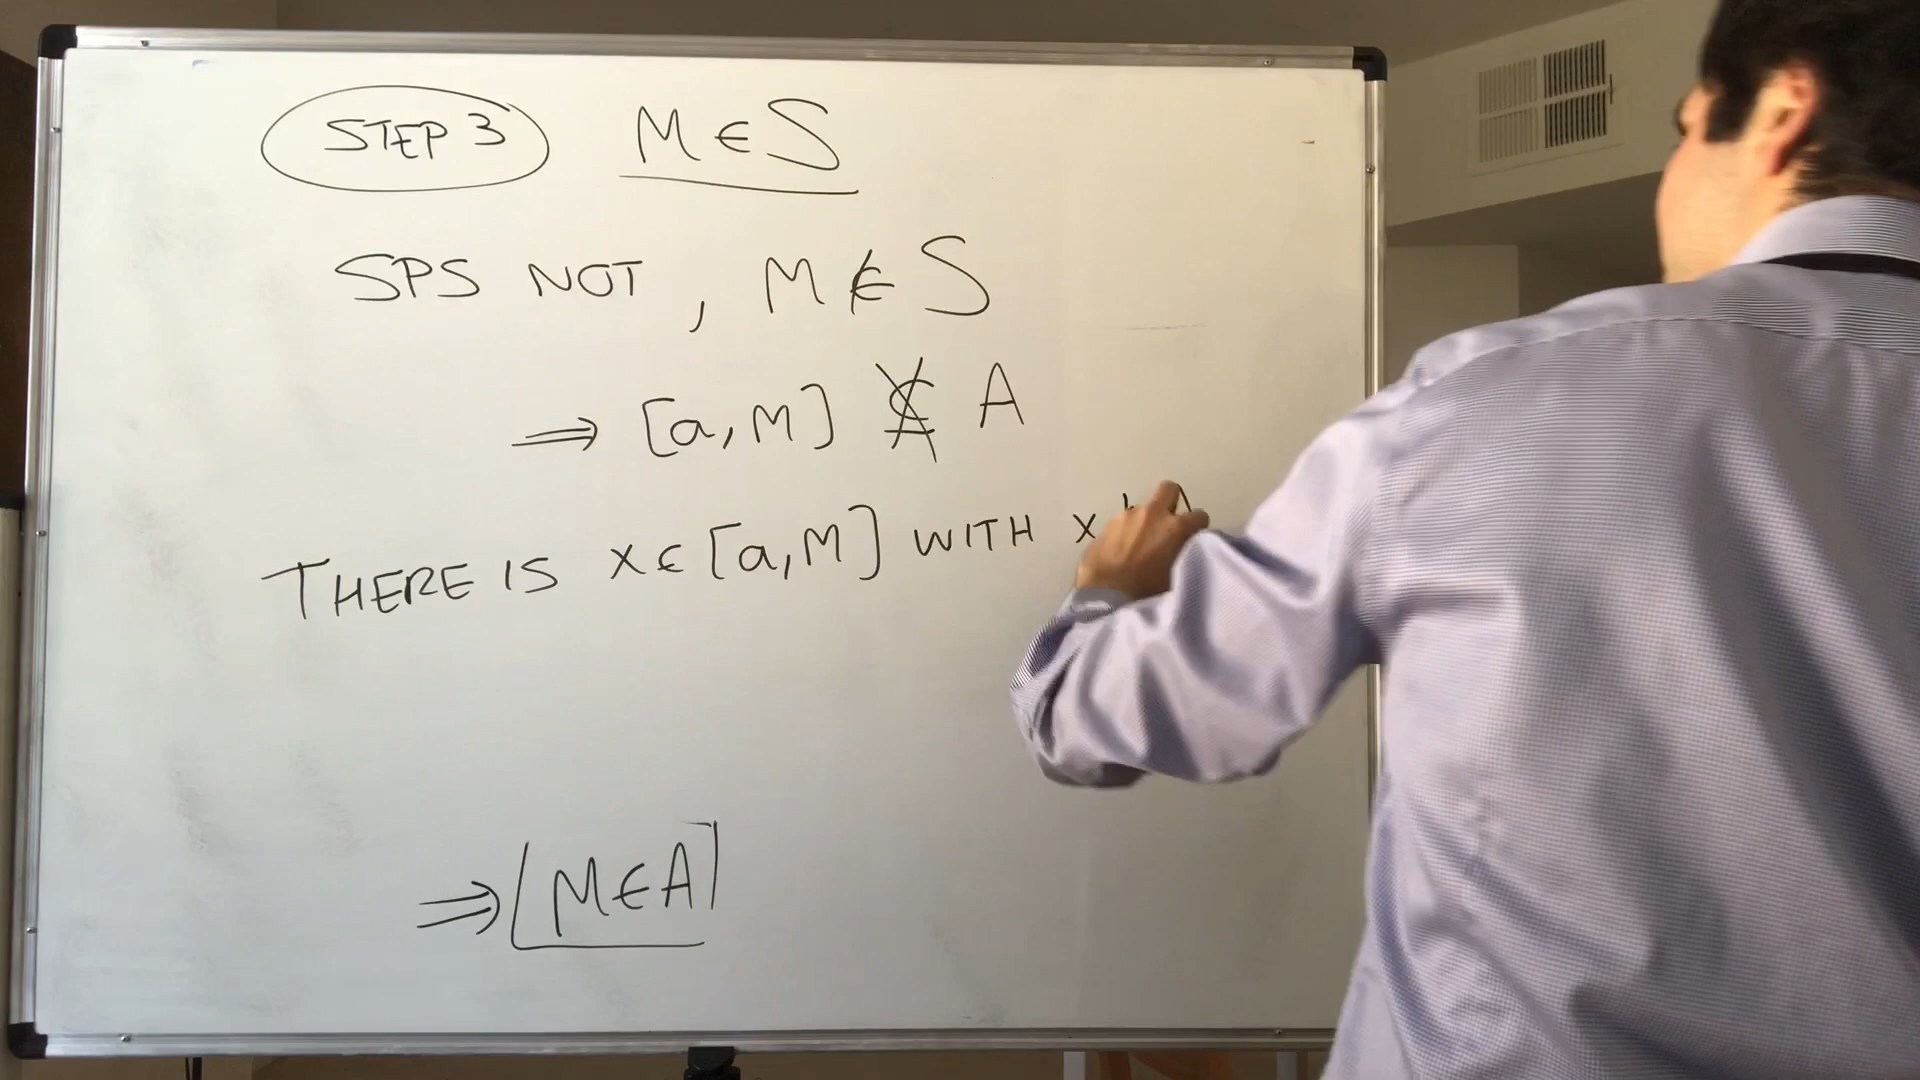 STEP 3 M ∈ S
SPS NOT, M ∉ S
⟹ [a, M] ⊈ A
THERE IS x ∈ [a, M] WITH x
⟹ M ∈ A